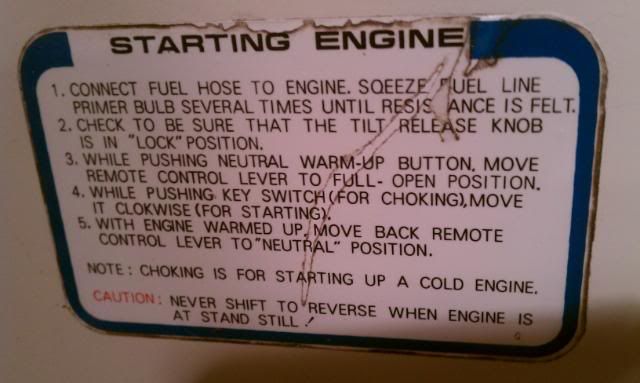 STARTING ENGINE
1. CONNECT FUEL HOSE TO ENGINE. SQEEZE FUEL LINE
PRIMER BULB SEVERAL TIMES UNTIL RESISTANCE IS FELT.
2. CHECK TO BE SURE THAT THE TILT RELEASE KNOB
IS IN "LOCK" POSITION.
3. WHILE PUSHING NEUTRAL WARM-UP BUTTON, MOVE
REMOTE CONTROL LEVER TO FULL- OPEN POSITION.
4. WHILE PUSHING KEY SWITCH (FOR CHOKING), MOVE
IT CLOKWISE (FOR STARTING).
5. WITH ENGINE WARMED UP, MOVE BACK REMOTE
CONTROL LEVER TO "NEUTRAL" POSITION.
NOTE : CHOKING IS FOR STARTING UP A COLD ENGINE.
CAUTION : NEVER SHIFT TO REVERSE WHEN ENGINE IS
AT STAND STILL !